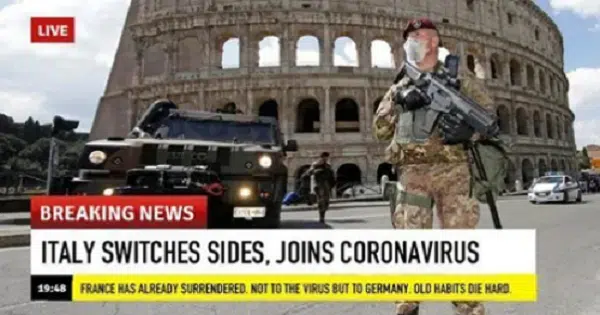 LIVE
BREAKING NEWS
ITALY SWITCHES SIDES, JOINS CORONAVIRUS
19:48
FRANCE HAS ALREADY SURRENDERED. NOT TO THE VIRUS BUT TO GERMANY. OLD HABITS DIE HARD.